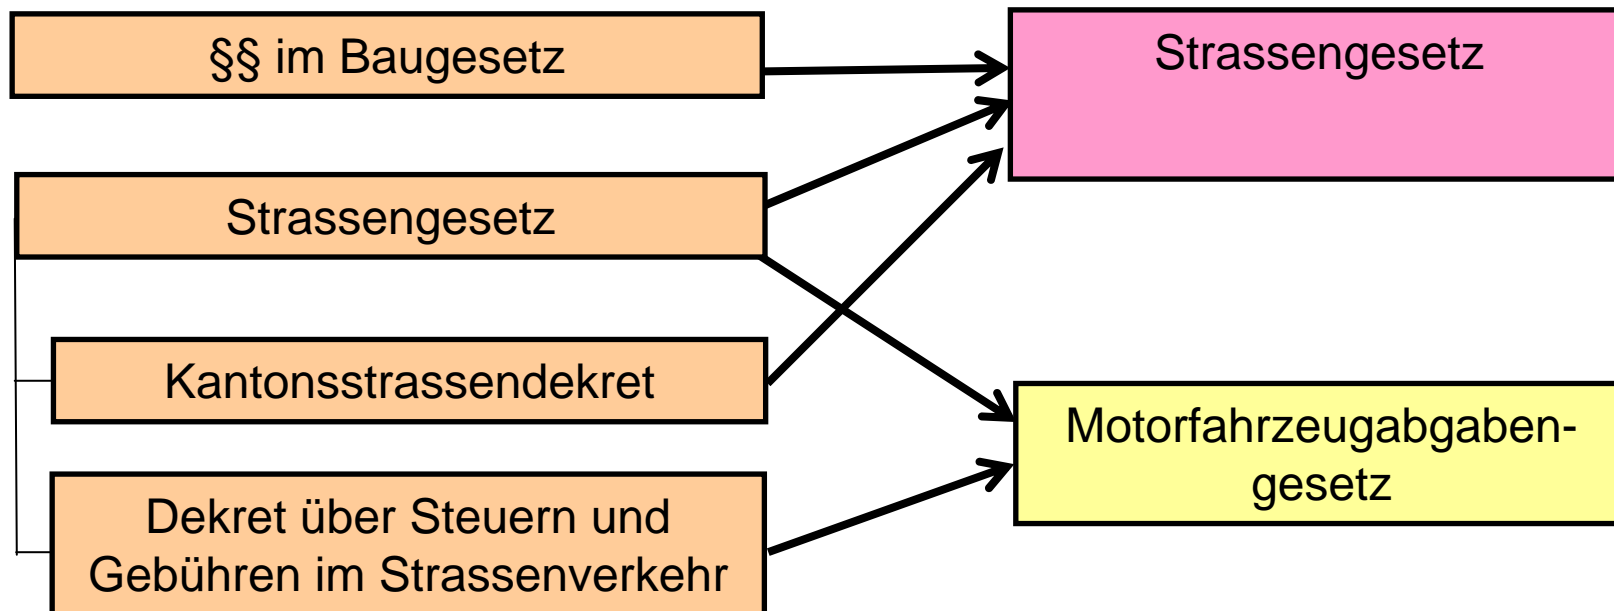 §§ im Baugesetz
Strassengesetz
Strassengesetz
Kantonsstrassendekret
Motorfahrzeugabgaben-
gesetz
Dekret über Steuern und
Gebühren im Strassenverkehr